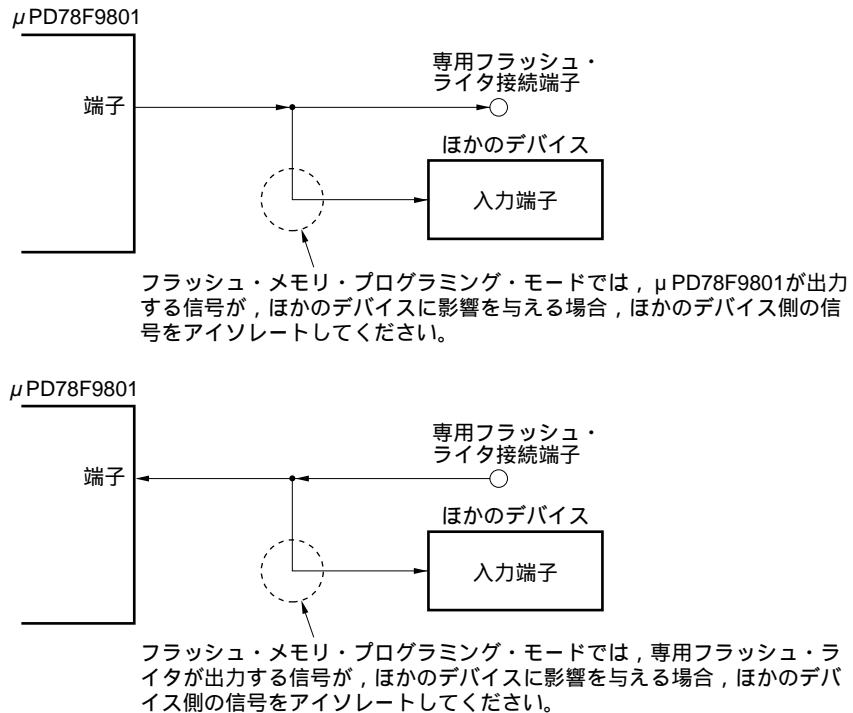 μPD78F9801
専用フラッシュ・
ライタ接続端子
端子
ほかのデバイス
入力端子
フラッシュ・メモリ・プログラミング・モードでは，μPD78F9801が出力
する信号が，ほかのデバイスに影響を与える場合，ほかのデバイス側の信
号をアイソレートしてください。
μPD78F9801
専用フラッシュ・
ライタ接続端子
端子
ほかのデバイス
入力端子
フラッシュ・メモリ・プログラミング・モードでは，専用フラッシュ・ラ
イタが出力する信号が，ほかのデバイスに影響を与える場合，ほかのデバ
イス側の信号をアイソレートしてください。